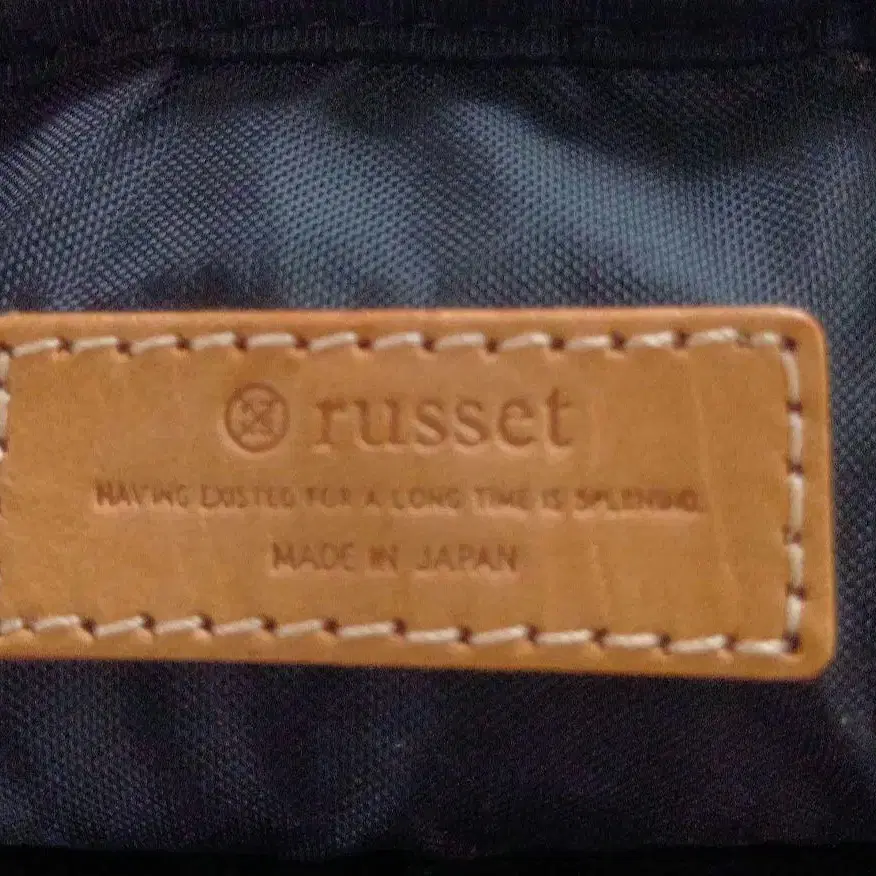 russet
HAVING EXISTED FOR A LONG TIME IS SPLENDID.
MADE IN JAPAN